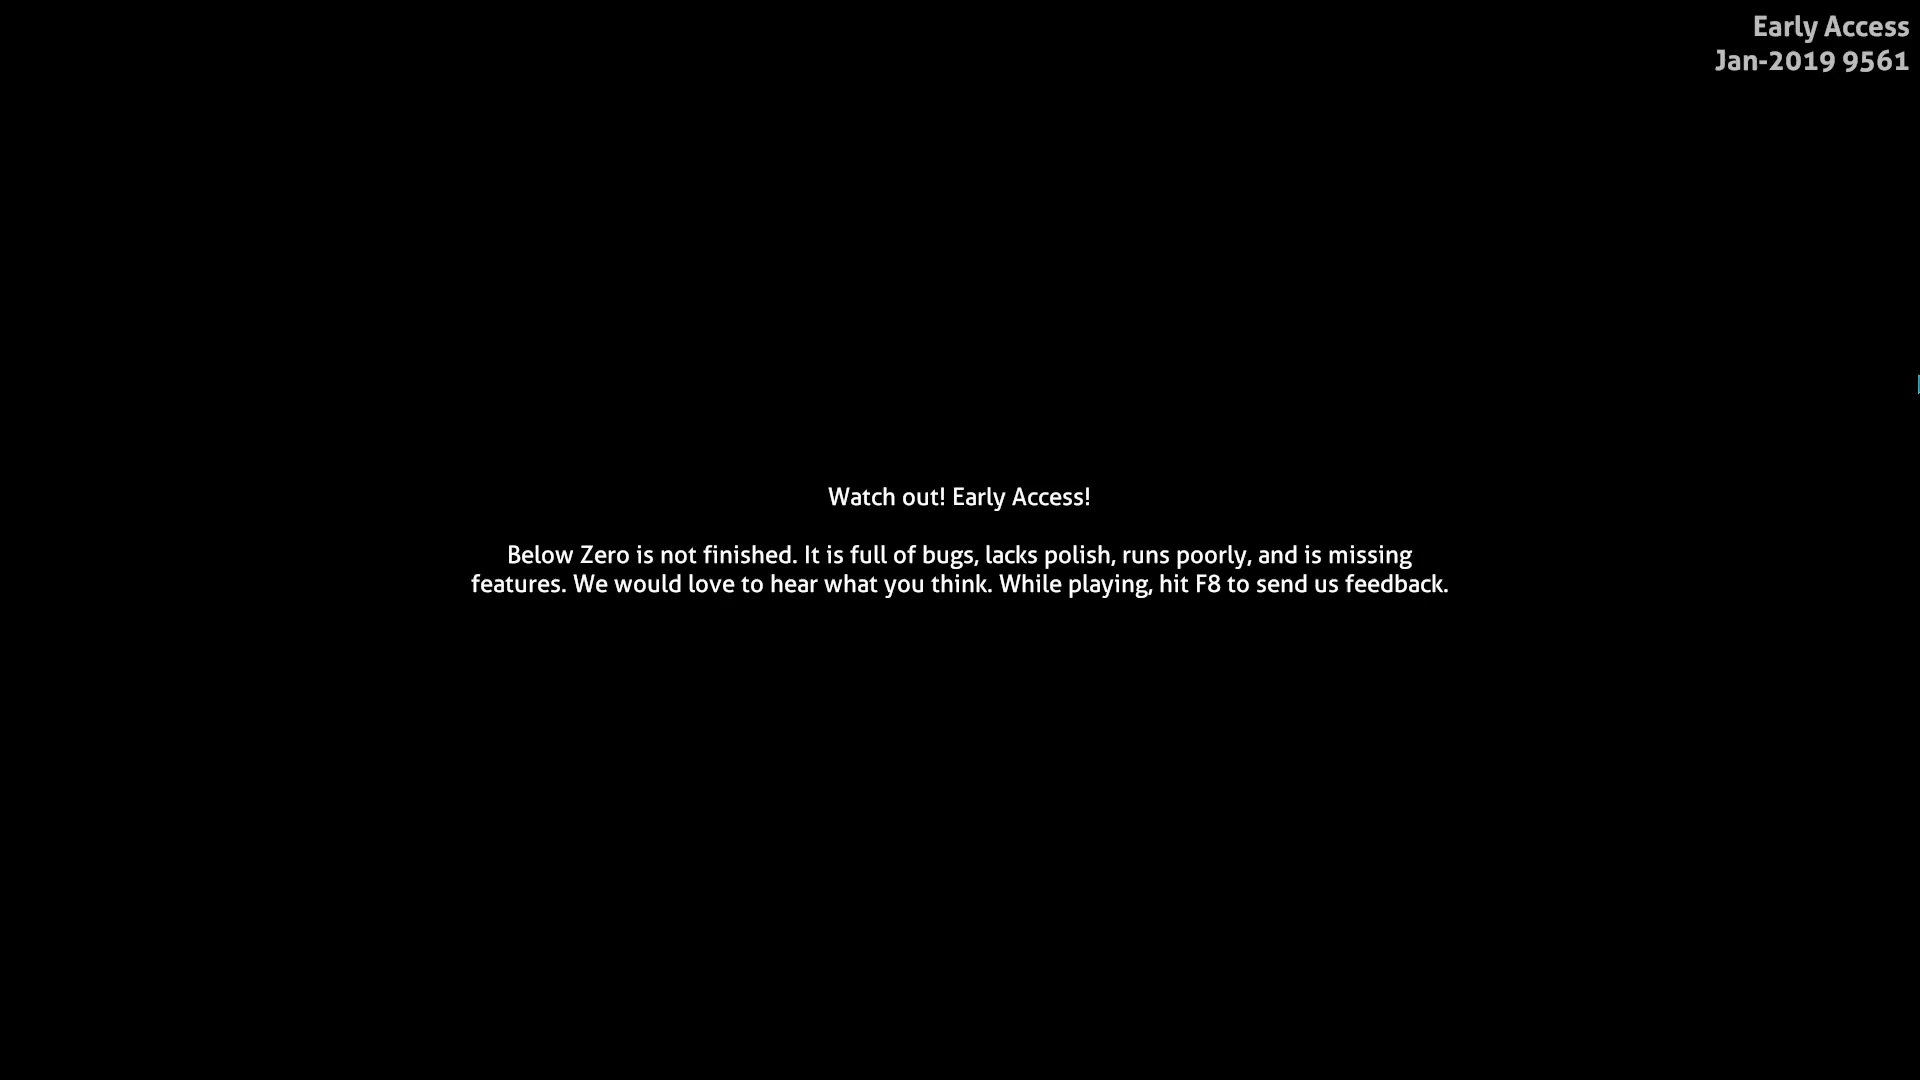 Early Access
Jan-2019 9561
Watch out! Early Access!
Below Zero is not finished. It is full of bugs, lacks polish, runs poorly, and is missing
features. We would love to hear what you think. While playing, hit F8 to send us feedback.